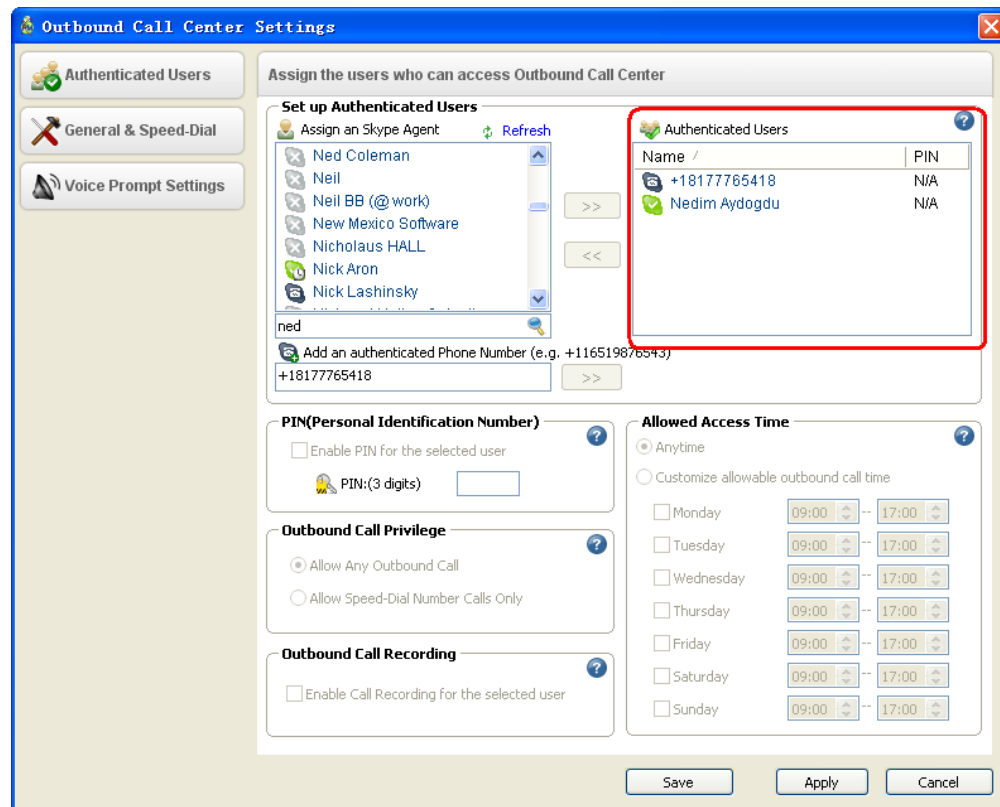 Outbound Call Center Settings
Authenticated Users
General & Speed-Dial
Voice Prompt Settings
Assign the users who can access Outbound Call Center
Set up Authenticated Users
Assign an Skype Agent
Refresh
Ned Coleman
Neil
Neil BB (@ work)
New Mexico Software
Nicholaus HALL
Nick Aron
Nick Lashinsky
ned
>>
<<
Authenticated Users
Name / PIN
+18177765418 N/A
Nedim Aydogdu N/A
Add an authenticated Phone Number (e.g. +116519876543)
+18177765418
>>
PIN(Personal Identification Number)
Enable PIN for the selected user
PIN:(3 digits)
Outbound Call Privilege
Allow Any Outbound Call
Allow Speed-Dial Number Calls Only
Outbound Call Recording
Enable Call Recording for the selected user
Allowed Access Time
Anytime
Customize allowable outbound call time
Monday 09:00 -- 17:00
Tuesday 09:00 -- 17:00
Wednesday 09:00 -- 17:00
Thursday 09:00 -- 17:00
Friday 09:00 -- 17:00
Saturday 09:00 -- 17:00
Sunday 09:00 -- 17:00
Save
Apply
Cancel